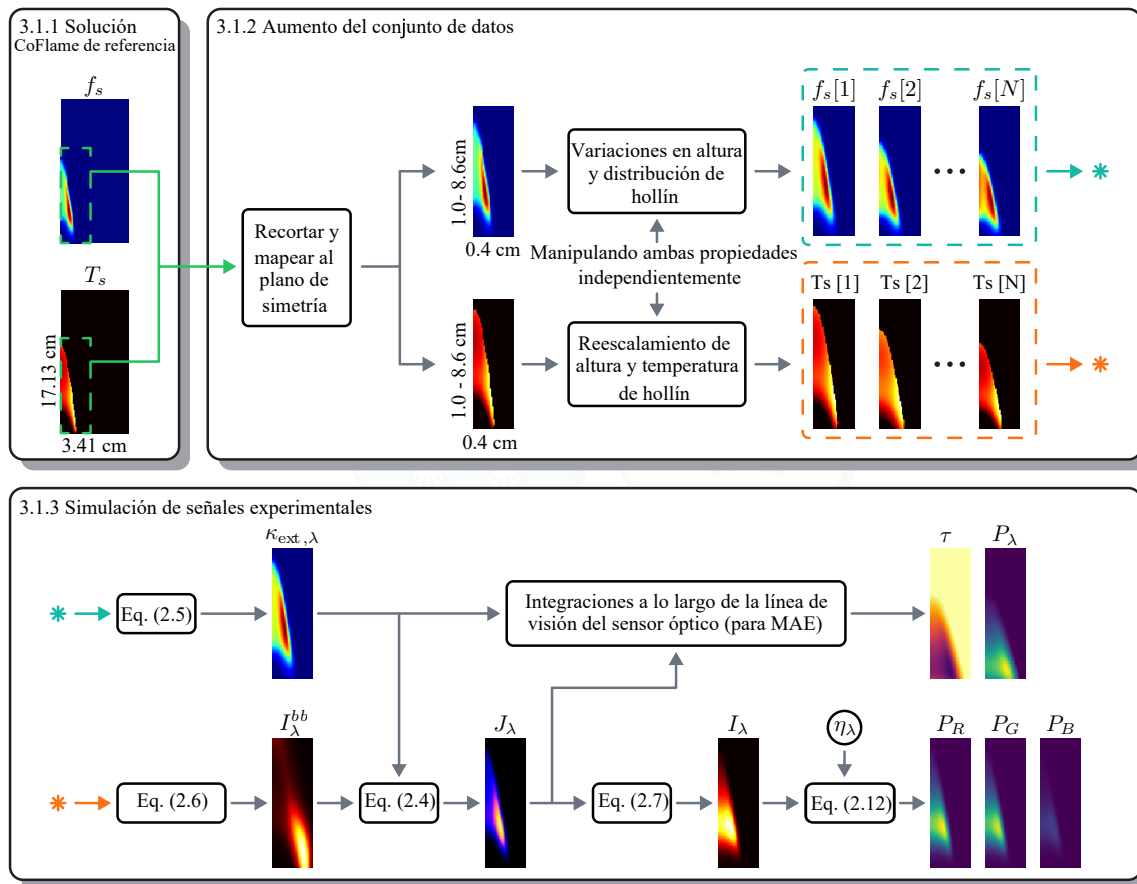 3.1.1 Solución
CoFlame de referencia
f_s
T_s
17.13 cm
3.41 cm
3.1.2 Aumento del conjunto de datos
Recortar y
mapear al
plano de
simetría
1.0- 8.6cm
0.4 cm
1.0 - 8.6 cm
0.4 cm
Variaciones en altura
y distribución de
hollín
Manipulando ambas propiedades
independientemente
Reescalamiento de
altura y temperatura
de hollín
f_s[1] f_s[2] f_s[N]
•••
Ts [1] Ts [2] Ts [N]
•••
3.1.3 Simulación de señales experimentales
κ_{ext,λ}
Eq. (2.5)
Integraciones a lo largo de la línea de
visión del sensor óptico (para MAE)
τ P_λ
I_λ^{bb}
Eq. (2.6)
Eq. (2.4)
J_λ
Eq. (2.7)
I_λ
η_λ
Eq. (2.12)
P_R P_G P_B